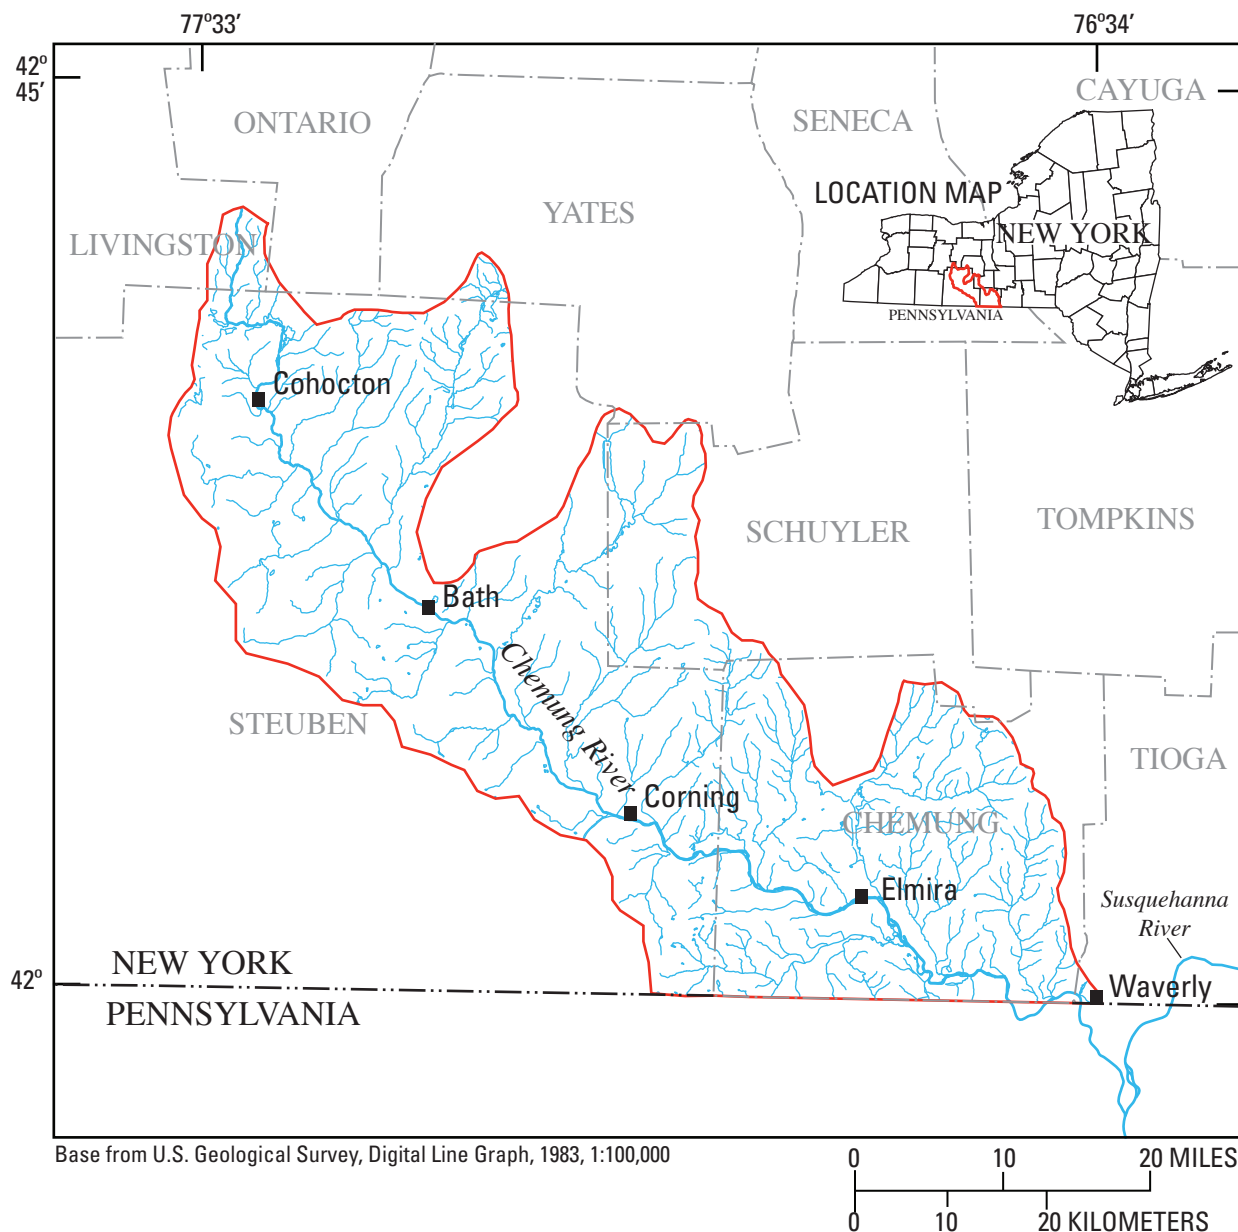 77°33′
76°34′
42°
45′
CAYUGA
ONTARIO
SENECA
LOCATION MAP
YATES
LIVINGSTON
NEW YORK
PENNSYLVANIA
Cohocton
SCHUYLER
TOMPKINS
Bath
Chemung River
STEUBEN
TIOGA
Corning
CHEMUNG
Elmira
Susquehanna
River
NEW YORK
42°
Waverly
PENNSYLVANIA
Base from U.S. Geological Survey, Digital Line Graph, 1983, 1:100,000
0 10 20 MILES
0 10 20 KILOMETERS